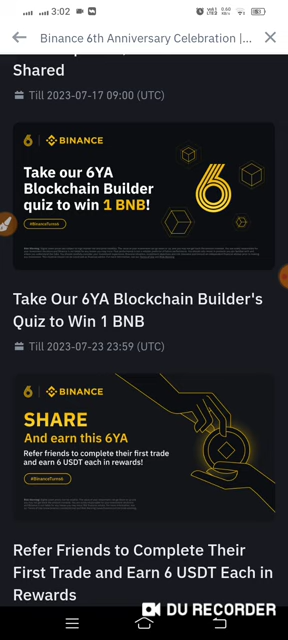 3:02
Binance 6th Anniversary Celebration |...
Shared
Till 2023-07-17 09:00 (UTC)
6 | BINANCE
Take our 6YA
Blockchain Builder
quiz to win 1 BNB!
#BinanceTurns6
6
Take Our 6YA Blockchain Builder's
Quiz to Win 1 BNB
Till 2023-07-23 23:59 (UTC)
6 | BINANCE
SHARE
And earn this 6YA
Refer friends to complete their first trade
and earn 6 USDT each in rewards!
#BinanceTurns6
Refer Friends to Complete Their
First Trade and Earn 6 USDT Each in
Rewards
DU RECORDER